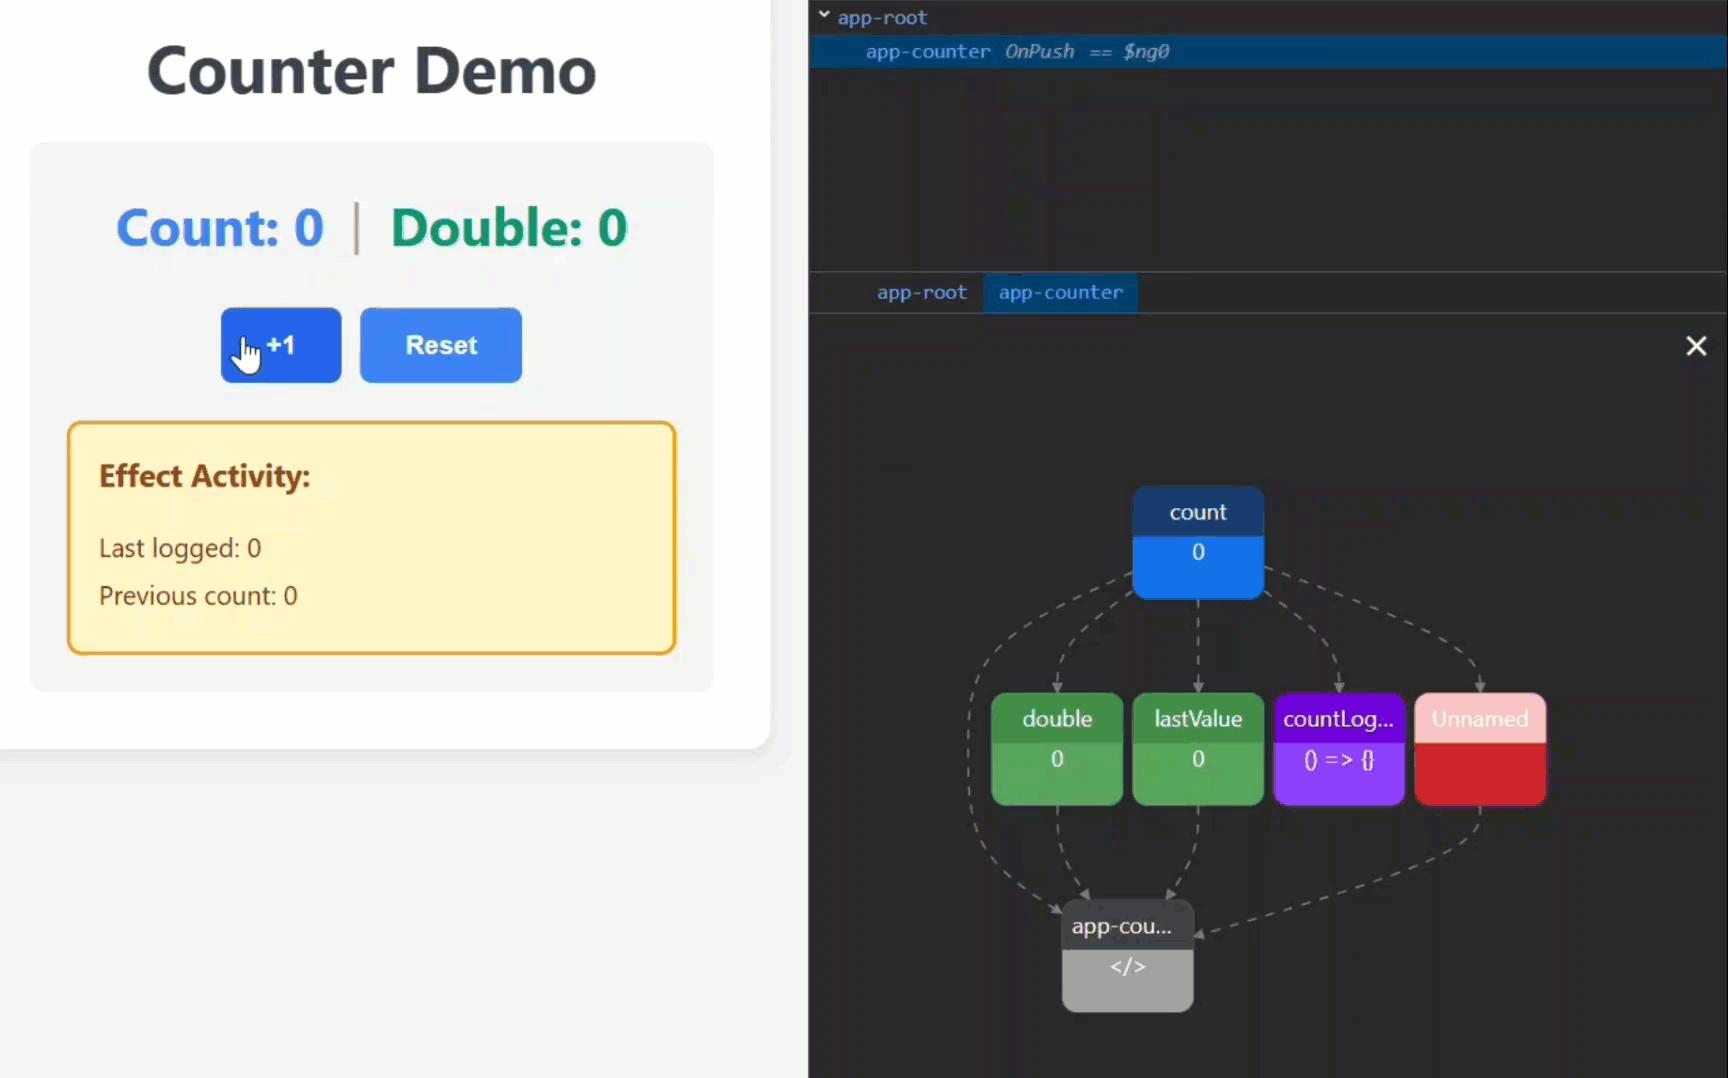 Counter Demo
Count: 0 | Double: 0
+1
Reset
Effect Activity:
Last logged: 0
Previous count: 0
app-root
app-counter OnPush == $ng0
app-root
app-counter
count
0
double
0
lastValue
0
countLog...
() => {}
Unnamed
app-cou...
</>